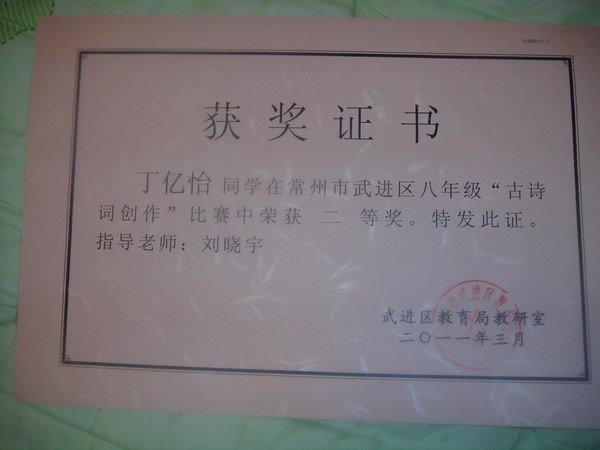 获奖证书
丁亿怡 同学在常州市武进区八年级“古诗
词创作”比赛中荣获 二 等奖。特发此证。
指导老师：刘晓宇
武进区教育局教研室
二〇一一年三月